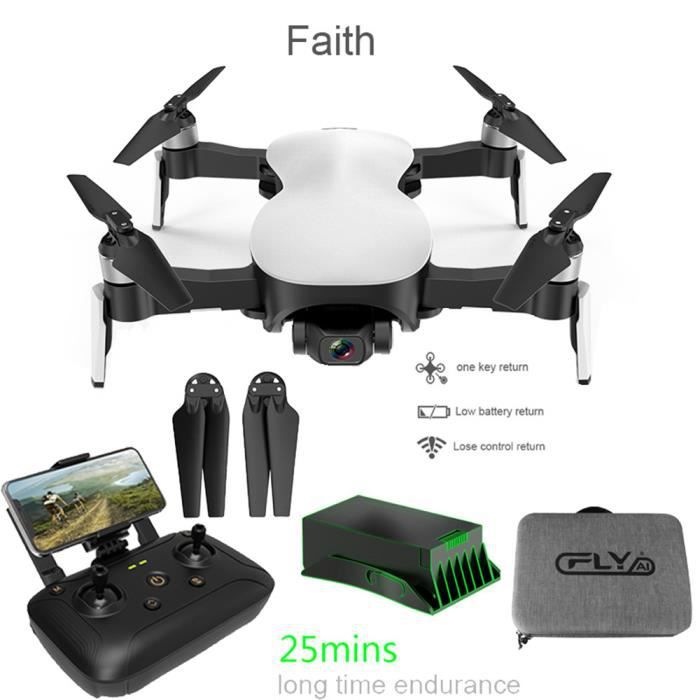 Faith
one key return
Low battery return
Lose control return
M
CFLY AI
25mins
long time endurance